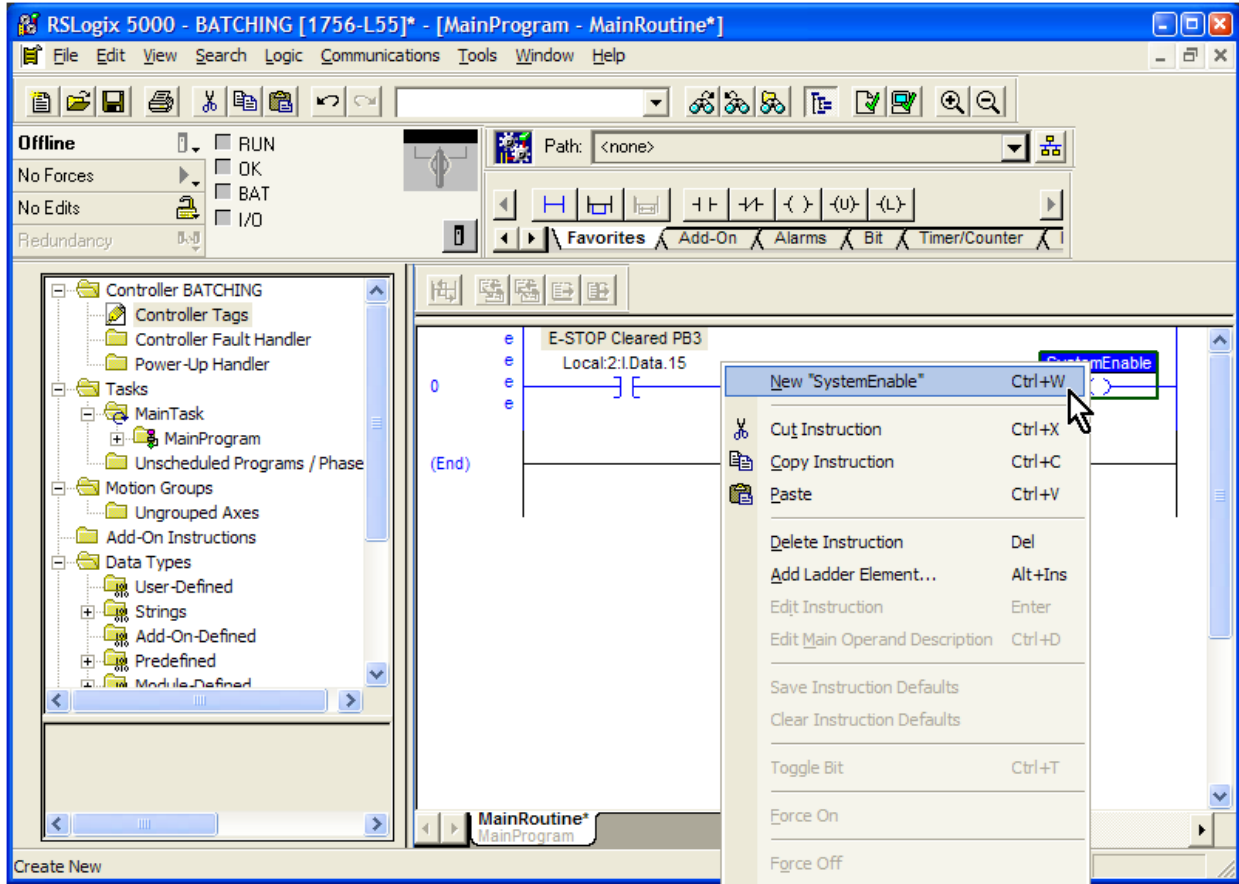 RSLogix 5000 - BATCHING [1756-L55]* - [MainProgram - MainRoutine*]
File Edit View Search Logic Communications Tools Window Help
Offline
RUN
No Forces
OK
No Edits
BAT
Redundancy
I/O
Path: <none>
Favorites Add-On Alarms Bit Timer/Counter
Controller BATCHING
Controller Tags
Controller Fault Handler
Power-Up Handler
Tasks
MainTask
MainProgram
Unscheduled Programs / Phase
Motion Groups
Ungrouped Axes
Add-On Instructions
Data Types
User-Defined
Strings
Add-On-Defined
Predefined
Module-Defined
e
e
e
e
0
(End)
E-STOP Cleared PB3
Local:2:I.Data.15
SystemEnable
New "SystemEnable" Ctrl+W
Cut Instruction Ctrl+X
Copy Instruction Ctrl+C
Paste Ctrl+V
Delete Instruction Del
Add Ladder Element... Alt+Ins
Edit Instruction Enter
Edit Main Operand Description Ctrl+D
Save Instruction Defaults
Clear Instruction Defaults
Toggle Bit Ctrl+T
Force On
Force Off
MainRoutine*
MainProgram
Create New